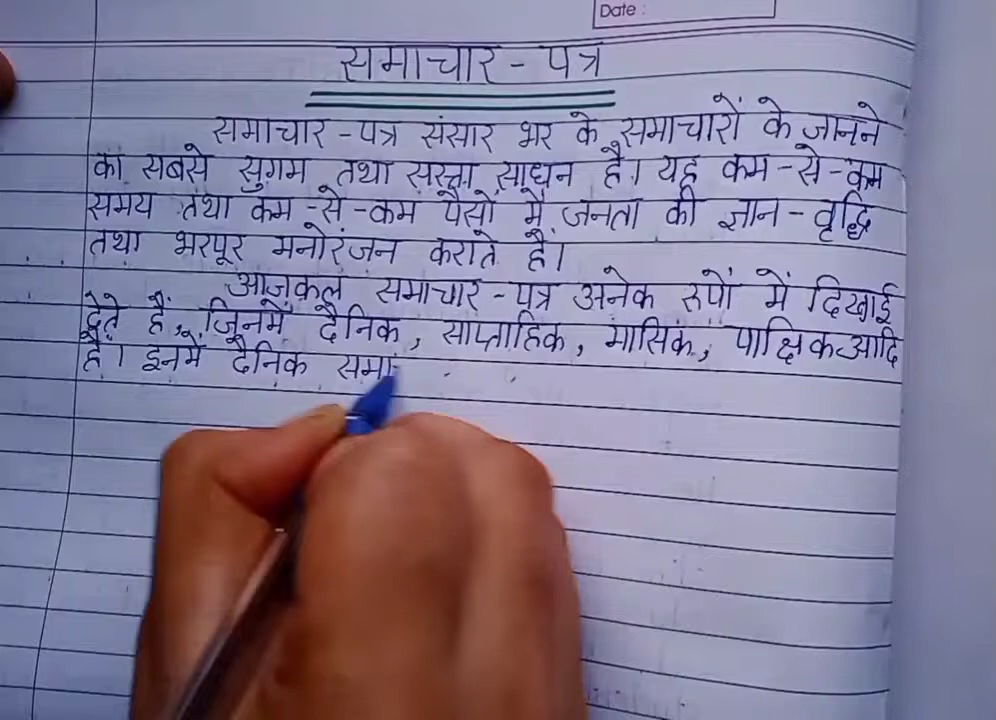 Date :
समाचार - पत्र
समाचार - पत्र संसार भर के समाचारों के जानने
का सबसे सुगम तथा सस्ता साधन है। यह कम - से - कम
समय तथा कम - से - कम पैसों में जनता की ज्ञान - वृद्धि
तथा भरपूर मनोरंजन कराते हैं।
आजकल समाचार - पत्र अनेक रूपों में दिखाई
देते हैं, जिनमें दैनिक, साप्ताहिक, मासिक, पाक्षिक आदि
हैं। इनमें दैनिक समा